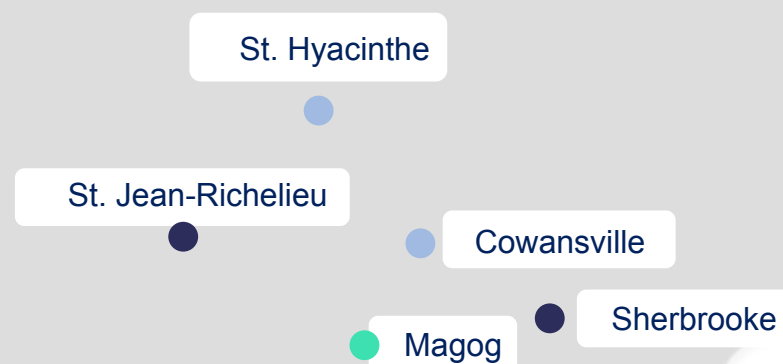 St. Hyacinthe
St. Jean-Richelieu
Cowansville
Sherbrooke
Magog